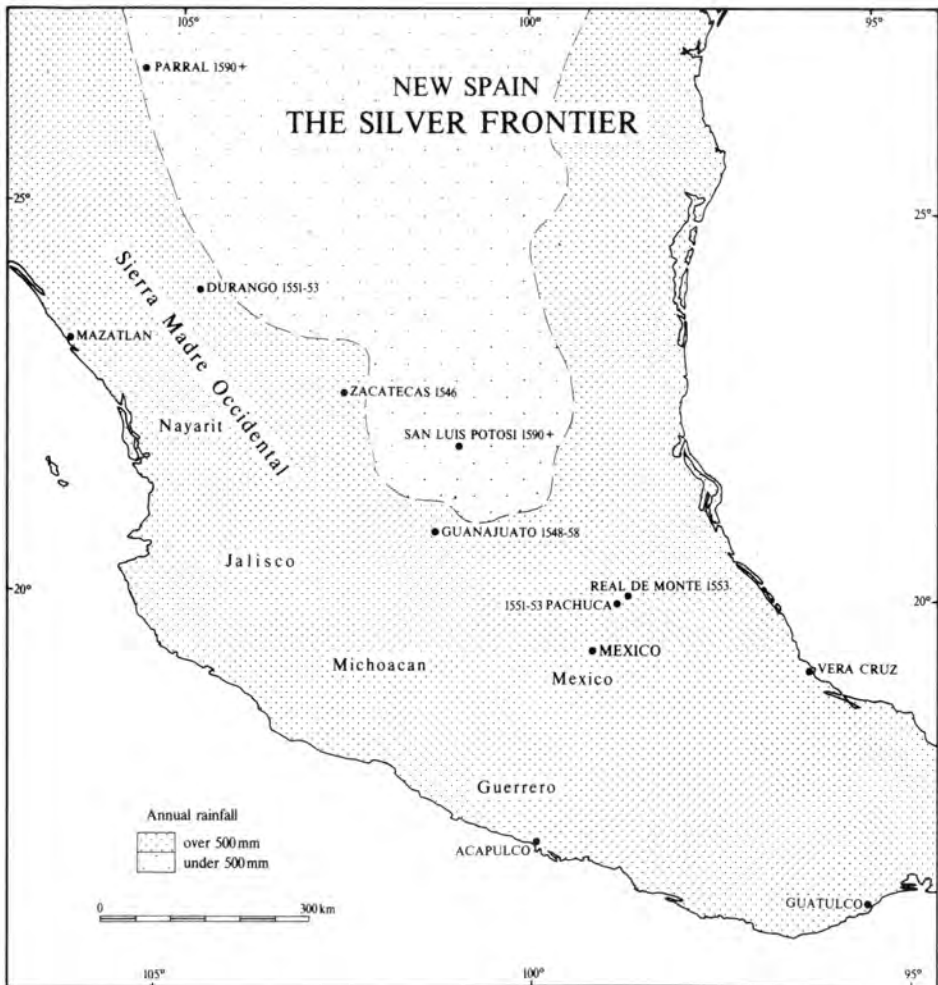 105°
100°
95°
PARRAL 1590+
NEW SPAIN
THE SILVER FRONTIER
25°
25°
Sierra Madre Occidental
DURANGO 1551-53
MAZATLAN
ZACATECAS 1546
Nayarit
SAN LUIS POTOSI 1590+
GUANAJUATO 1548-58
Jalisco
20°
REAL DE MONTE 1553
20°
1551-53 PACHUCA
MEXICO
Michoacan
Mexico
VERA CRUZ
Guerrero
Annual rainfall
over 500mm
under 500mm
ACAPULCO
0
300km
GUATULCO
105°
100°
95°